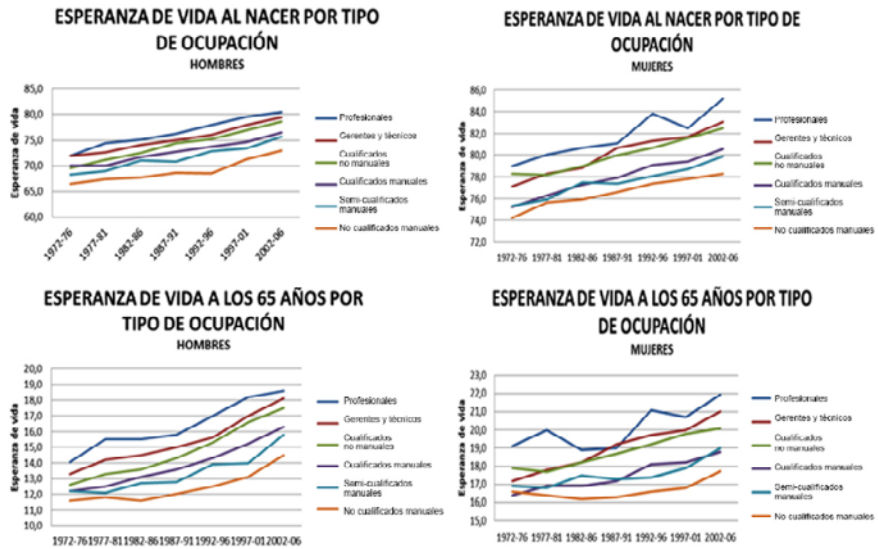 ESPERANZA DE VIDA AL NACER POR TIPO
DE OCUPACIÓN
HOMBRES
Esperanza de vida
85,0
80,0
75,0
70,0
65,0
60,0
1972-76
1977-81
1982-86
1987-91
1992-96
1997-01
2002-06
Profesionales
Gerentes y técnicos
Cualificados
no manuales
Cualificados manuales
Semi-cualificados
manuales
No cualificados manuales
ESPERANZA DE VIDA AL NACER POR TIPO DE
OCUPACIÓN
MUJERES
Esperanza de vida
86,0
84,0
82,0
80,0
78,0
76,0
74,0
72,0
1972-76 1977-81 1982-86 1987-91 1992-96 1997-01 2002-06
Profesionales
Gerentes y técnicos
Cualificados
no manuales
Cualificados manuales
Semi-cualificados
manuales
No cualificados manuales
ESPERANZA DE VIDA A LOS 65 AÑOS POR
TIPO DE OCUPACIÓN
HOMBRES
Esperanza de vida
20,0
19,0
18,0
17,0
16,0
15,0
14,0
13,0
12,0
11,0
10,0
1972-76 1977-81 1982-86 1987-91 1992-96 1997-01 2002-06
Profesionales
Gerentes y técnicos
Cualificados
no manuales
Cualificados manuales
Semi-cualificados
manuales
No cualificados manuales
ESPERANZA DE VIDA A LOS 65 AÑOS POR TIPO
DE OCUPACIÓN
MUJERES
Esperanza de vida
23,0
22,0
21,0
20,0
19,0
18,0
17,0
16,0
15,0
1972-76 1977-81 1982-86 1987-91 1992-96 1997-01 2002-06
Profesionales
Gerentes y técnicos
Cualificados
no manuales
Cualificados manuales
Semi-cualificados
manuales
No cualificados manuales